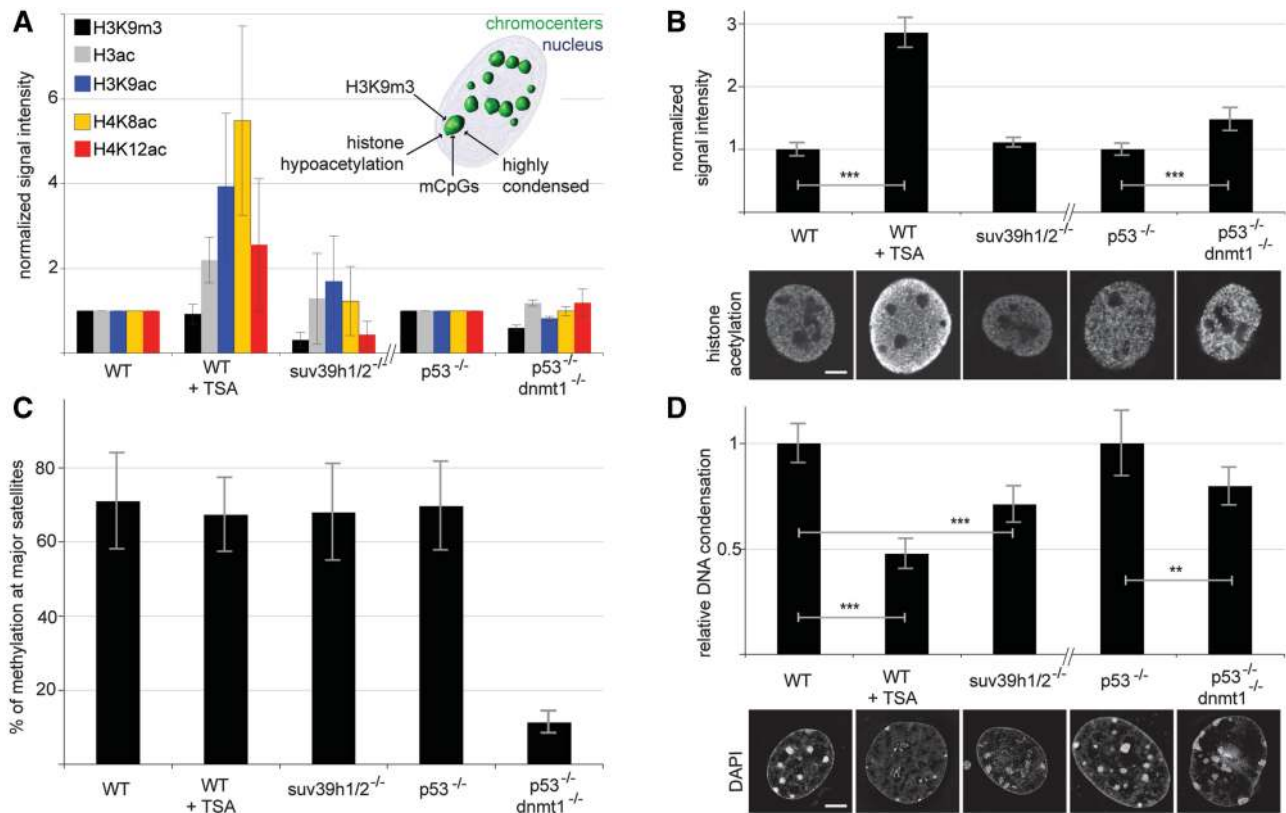 A
H3K9m3
H3ac
H3K9ac
H4K8ac
H4K12ac
chromocenters
nucleus
H3K9m3
histone
hypoacetylation
mCpGs
highly
condensed
normalized signal intensity
8
6
4
2
WT
WT
+ TSA
suv39h1/2-/-
p53-/-
p53-/-
dnmt1-/-
B
normalized
signal intensity
3
2
1
***
***
WT
WT
+ TSA
suv39h1/2-/-
p53-/-
p53-/-
dnmt1-/-
histone
acetylation
C
% of methylation at major satellites
80
60
40
20
WT
WT
+ TSA
suv39h1/2-/-
p53-/-
p53-/-
dnmt1-/-
D
relative DNA condensation
1
0.5
***
***
**
WT
WT
+ TSA
suv39h1/2-/-
p53-/-
p53-/-
dnmt1-/-
DAPI